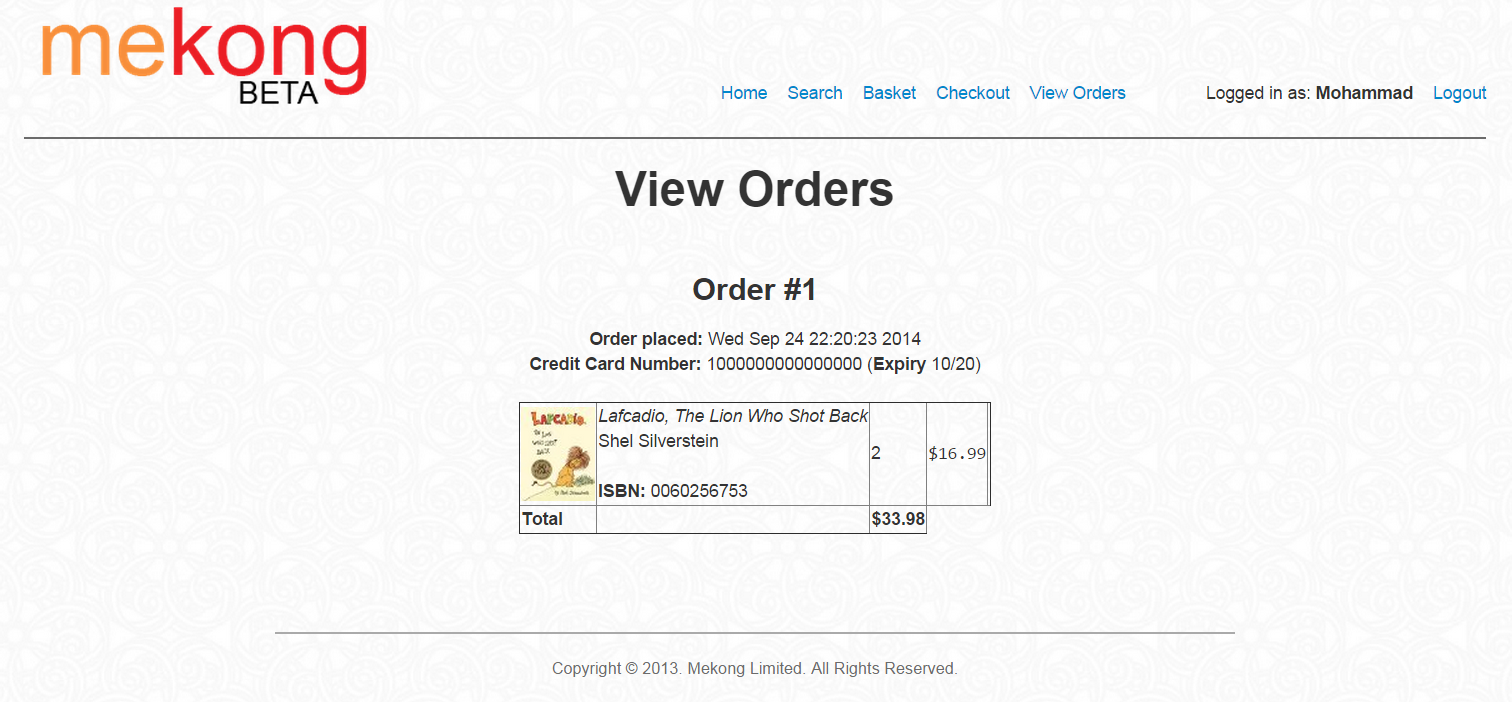 mekong
BETA
Home Search Basket Checkout View Orders Logged in as: Mohammad Logout
View Orders
Order #1
Order placed: Wed Sep 24 22:20:23 2014
Credit Card Number: 1000000000000000 (Expiry 10/20)
LAFCADIO,
Lafcadio, The Lion Who Shot Back
Shel Silverstein
2
$16.99
ISBN: 0060256753
Total $33.98
Copyright © 2013. Mekong Limited. All Rights Reserved.